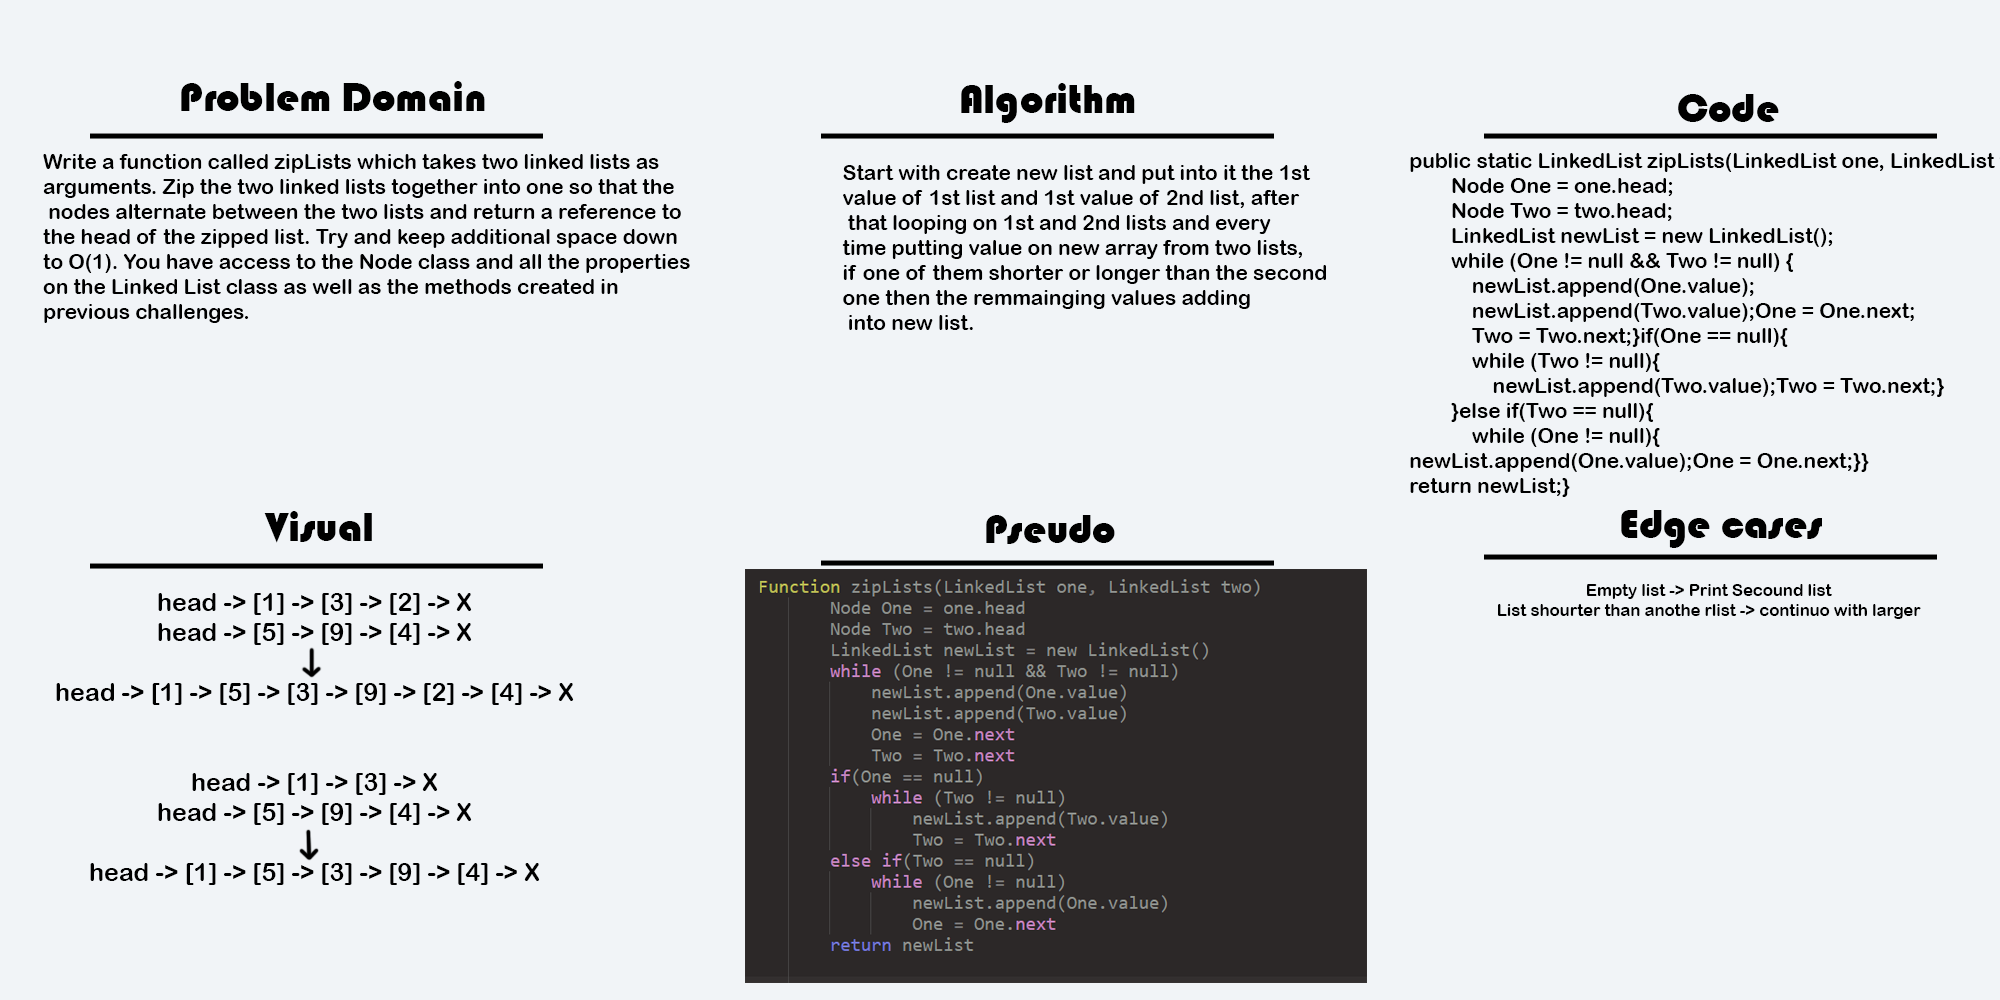 Problem Domain
Write a function called zipLists which takes two linked lists as
arguments. Zip the two linked lists together into one so that the
nodes alternate between the two lists and return a reference to
the head of the zipped list. Try and keep additional space down
to O(1). You have access to the Node class and all the properties
on the Linked List class as well as the methods created in
previous challenges.
Algorithm
Start with create new list and put into it the 1st
value of 1st list and 1st value of 2nd list, after
that looping on 1st and 2nd lists and every
time putting value on new array from two lists,
if one of them shorter or longer than the second
one then the remmainging values adding
into new list.
Code
public static LinkedList zipLists(LinkedList one, LinkedList
Node One = one.head;
Node Two = two.head;
LinkedList newList = new LinkedList();
while (One != null && Two != null) {
newList.append(One.value);
newList.append(Two.value);One = One.next;
Two = Two.next;}if(One == null){
while (Two != null){
newList.append(Two.value);Two = Two.next;}
}else if(Two == null){
while (One != null){
newList.append(One.value);One = One.next;}}
return newList;}
Visual
head -> [1] -> [3] -> [2] -> X
head -> [5] -> [9] -> [4] -> X
head -> [1] -> [5] -> [3] -> [9] -> [2] -> [4] -> X
head -> [1] -> [3] -> X
head -> [5] -> [9] -> [4] -> X
head -> [1] -> [5] -> [3] -> [9] -> [4] -> X
Pseudo
Function zipLists(LinkedList one, LinkedList two)
Node One = one.head
Node Two = two.head
LinkedList newList = new LinkedList()
while (One != null && Two != null)
newList.append(One.value)
newList.append(Two.value)
One = One.next
Two = Two.next
if(One == null)
while (Two != null)
newList.append(Two.value)
Two = Two.next
else if(Two == null)
while (One != null)
newList.append(One.value)
One = One.next
return newList
Edge cases
Empty list -> Print Secound list
List shourter than anothe rlist -> continuo with larger